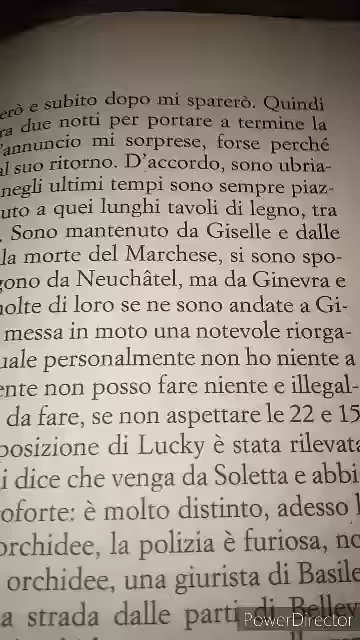 erò e subito dopo mi sparerò. Quindi
ra due notti per portare a termine la
'annuncio mi sorprese, forse perché
al suo ritorno. D'accordo, sono ubria-
negli ultimi tempi sono sempre piaz-
uto a quei lunghi tavoli di legno, tra
. Sono mantenuto da Giselle e dalle
la morte del Marchese, si sono spo-
gono da Neuchâtel, ma da Ginevra e
nolte di loro se ne sono andate a Gi-
messa in moto una notevole riorga-
uale personalmente non ho niente a
ente non posso fare niente e illegal-
da fare, se non aspettare le 22 e 15
posizione di Lucky è stata rilevata
i dice che venga da Soletta e abbi
oforte: è molto distinto, adesso l
orchidee, la polizia è furiosa, no
orchidee, una giurista di Basile
a strada dalle parti di Bellev
PowerDirector